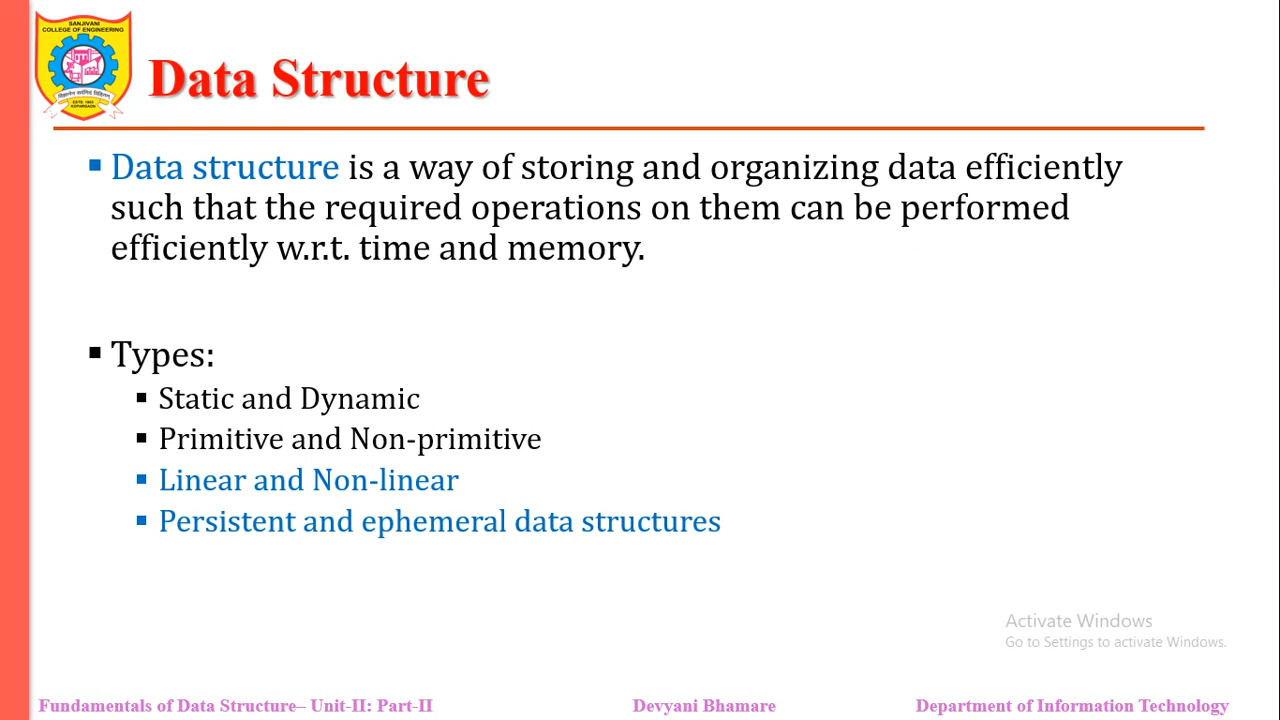 SANJIVANI
COLLEGE OF ENGINEERING
ESTD. 1983
KOPARGAON
Data Structure
▪ Data structure is a way of storing and organizing data efficiently
such that the required operations on them can be performed
efficiently w.r.t. time and memory.
▪ Types:
▪ Static and Dynamic
▪ Primitive and Non-primitive
▪ Linear and Non-linear
▪ Persistent and ephemeral data structures
Activate Windows
Go to Settings to activate Windows.
Fundamentals of Data Structure– Unit-II: Part-II
Devyani Bhamare
Department of Information Technology